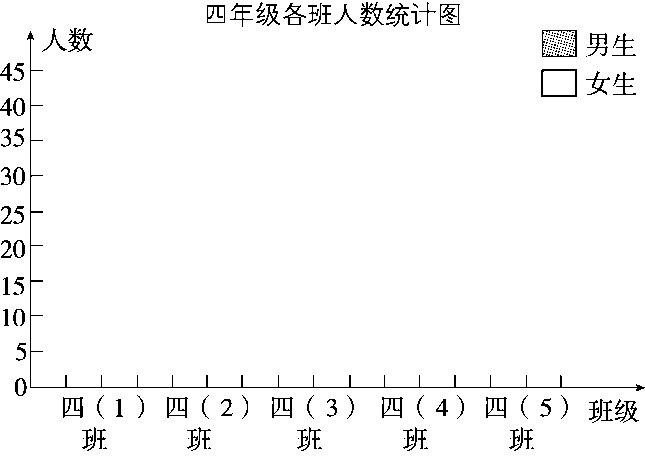 四年级各班人数统计图
人数
男生
女生
45
40
35
30
25
20
15
10
5
0
四（1）班
四（2）班
四（3）班
四（4）班
四（5）班
班级